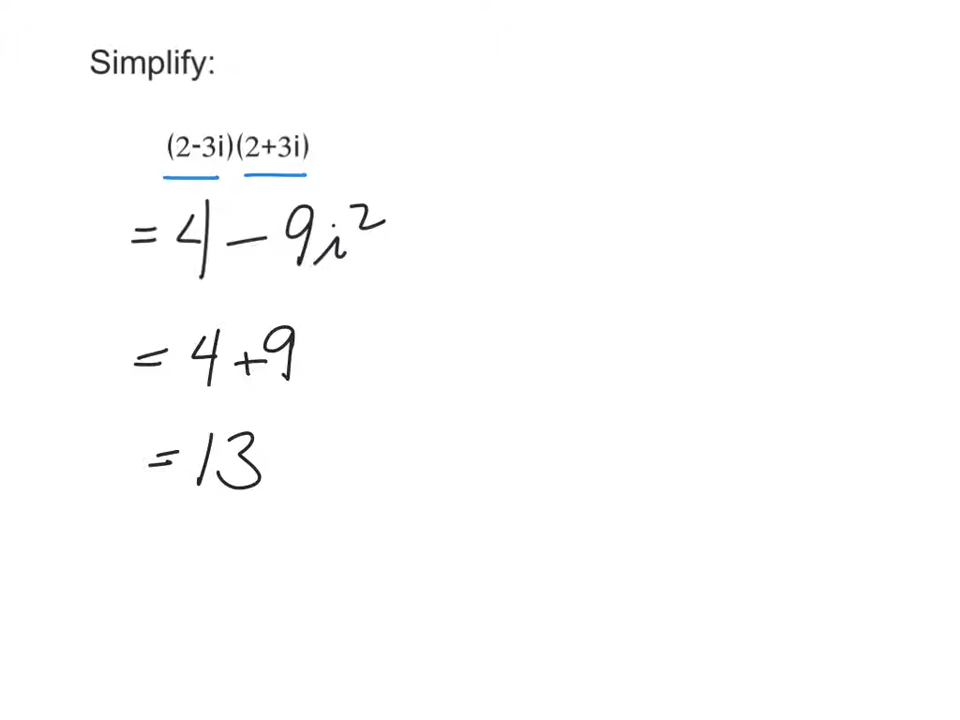 Simplify:
(2-3i)(2+3i)
= 4 - 9i²
= 4+9
= 13